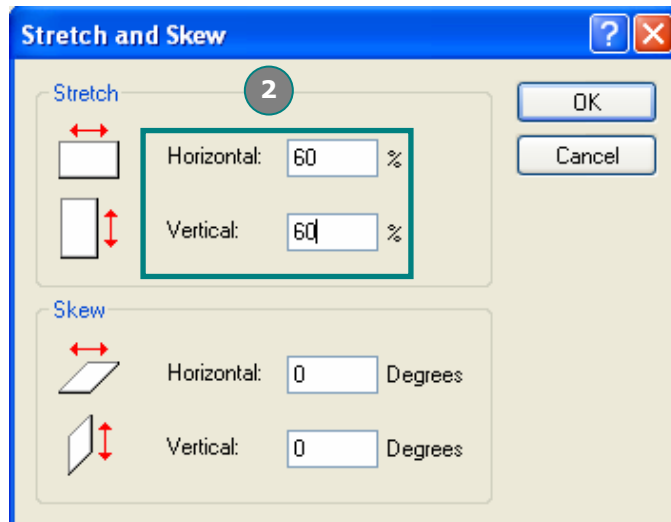 Stretch and Skew
?
Stretch
2
OK
Horizontal: 60 %
Cancel
Vertical: 60 %
Skew
Horizontal: 0 Degrees
Vertical: 0 Degrees